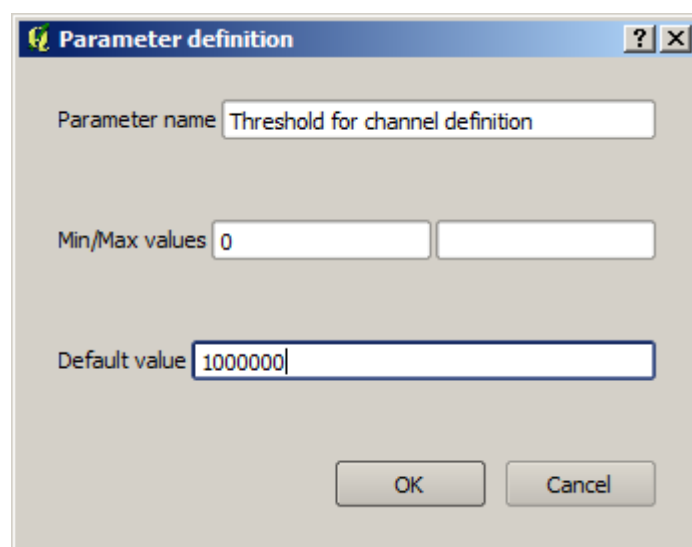 Parameter definition
Parameter name Threshold for channel definition
Min/Max values 0
Default value 1000000
OK Cancel